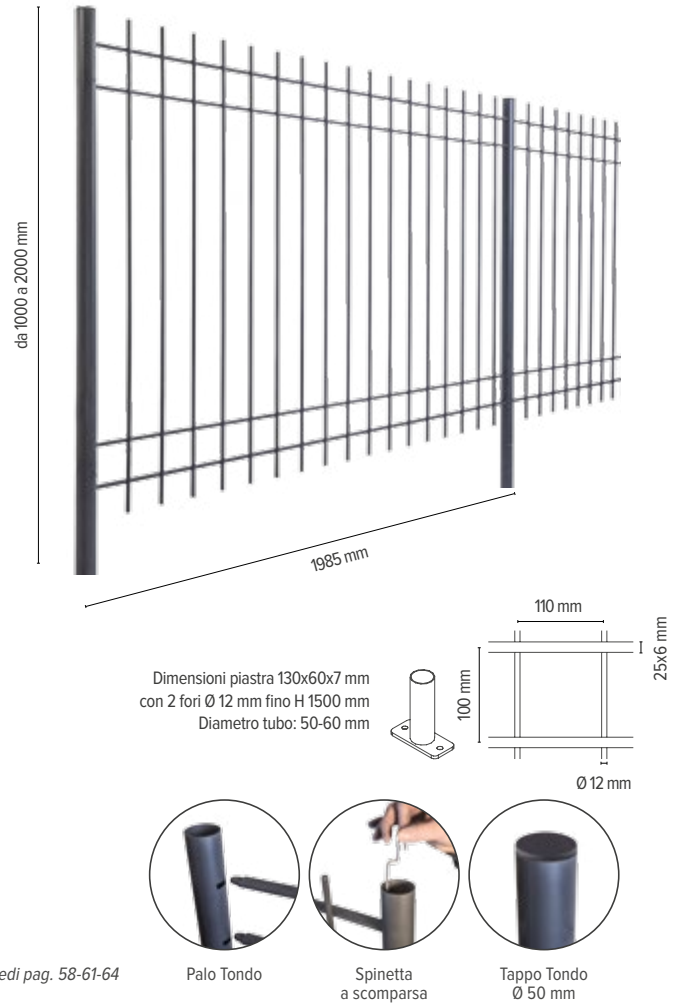 da 1000 a 2000 mm
1985 mm
110 mm
25x6 mm
100 mm
Ø 12 mm
Dimensioni piastra 130x60x7 mm
con 2 fori Ø 12 mm fino H 1500 mm
Diametro tubo: 50-60 mm
pag. 58-61-64
Palo Tondo
Spinetta
a scomparsa
Tappo Tondo
Ø 50 mm